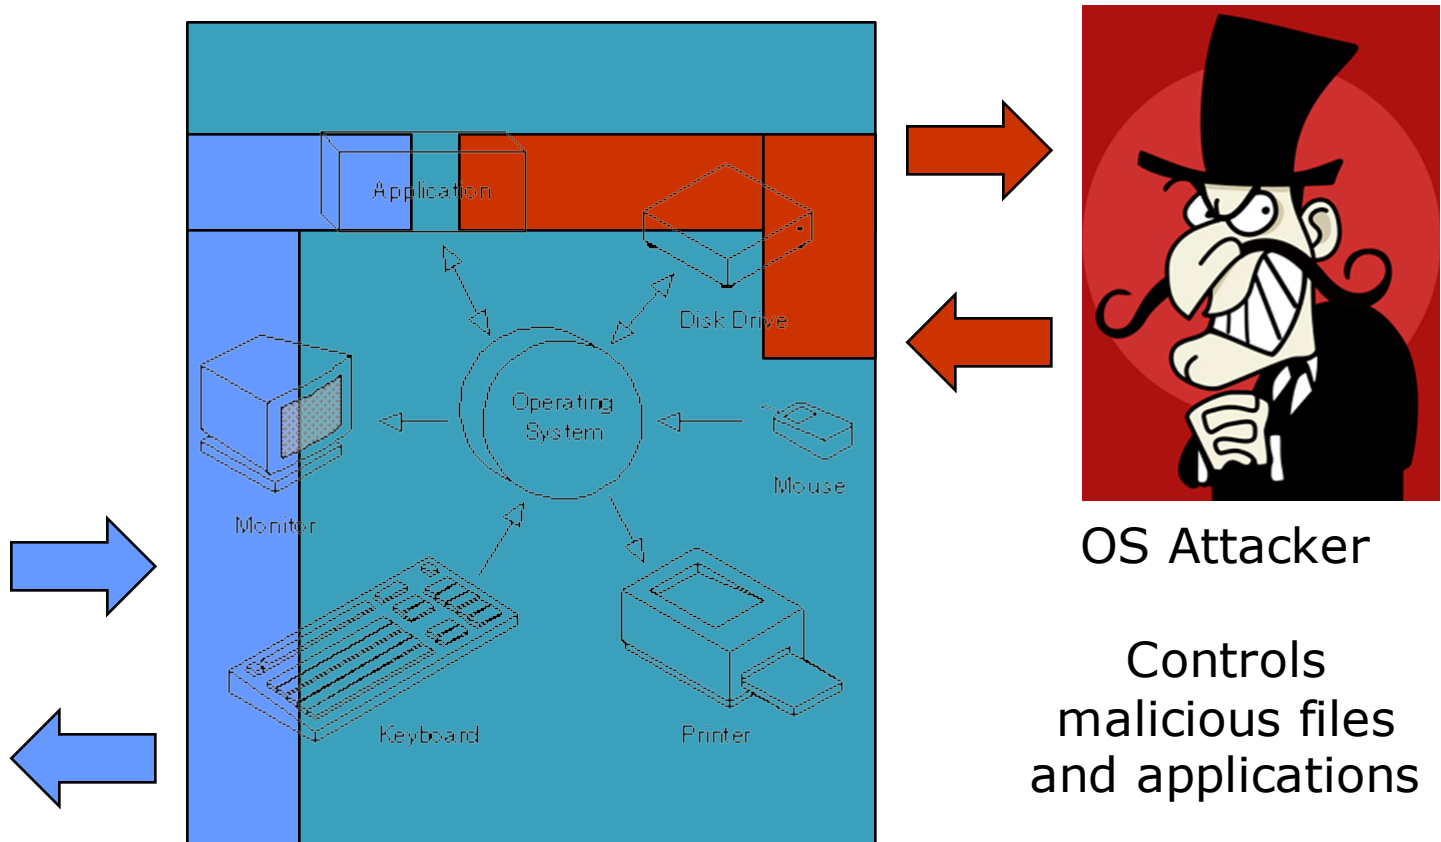 Application
Disk Drive
Operating
System
Mouse
Monitor
Keyboard
Printer
OS Attacker
Controls
malicious files
and applications